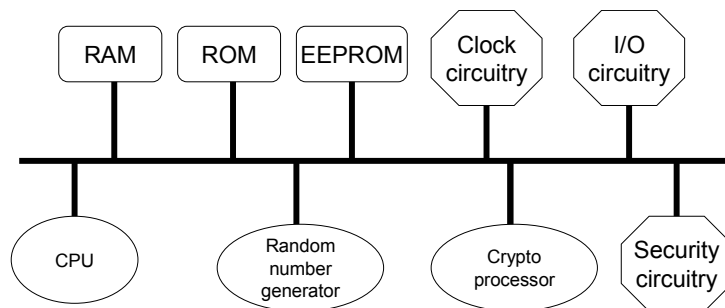 RAM
ROM
EEPROM
Clock
circuitry
I/O
circuitry
CPU
Random
number
generator
Crypto
processor
Security
circuitry